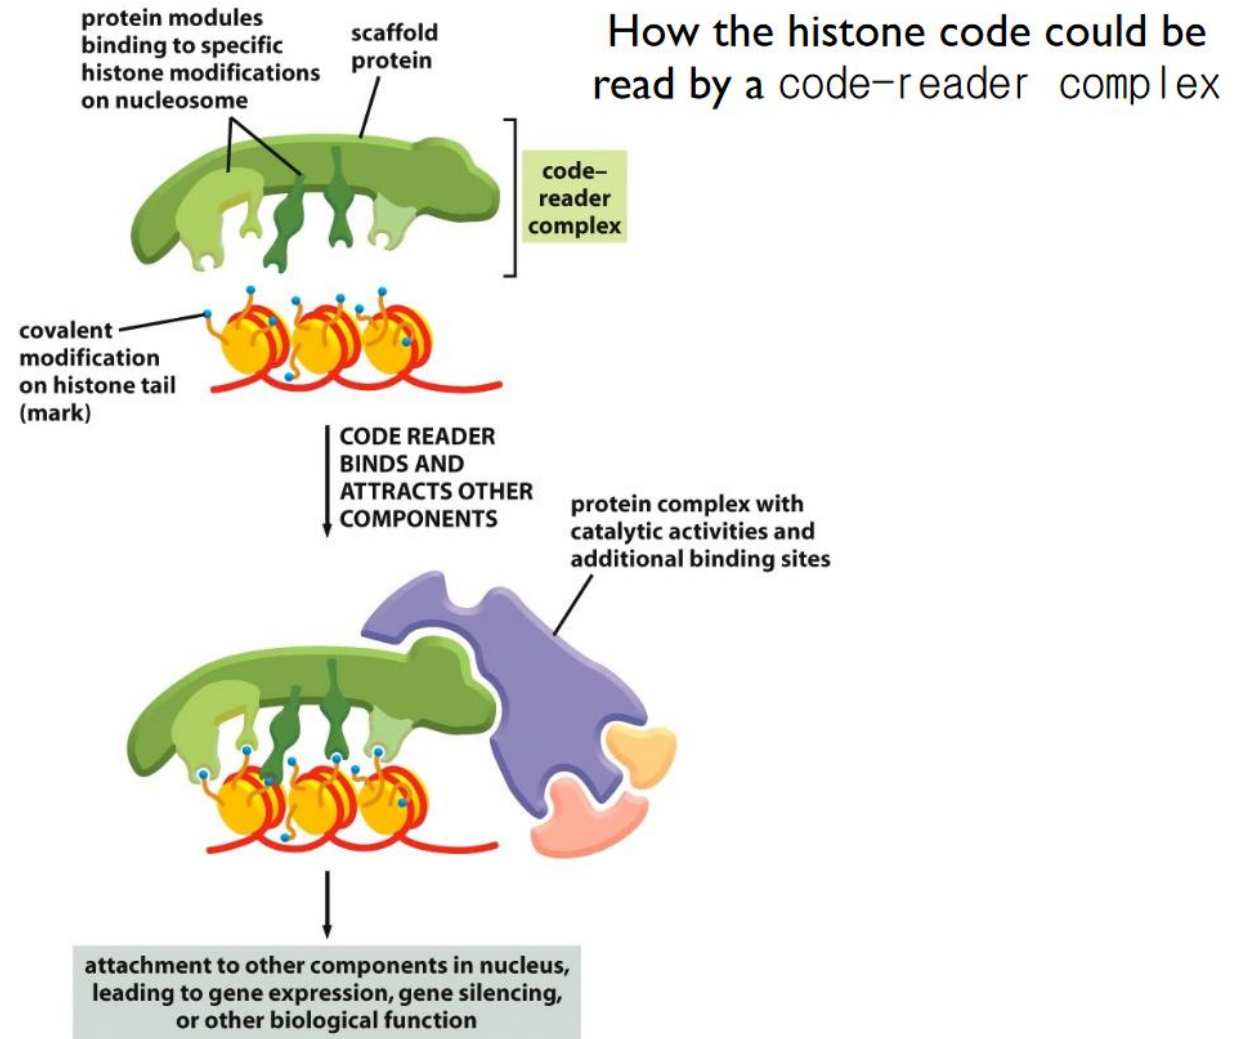 How the histone code could be
read by a code-reader complex
protein modules
binding to specific
histone modifications
on nucleosome
scaffold
protein
code–
reader
complex
covalent
modification
on histone tail
(mark)
CODE READER
BINDS AND
ATTRACTS OTHER
COMPONENTS
protein complex with
catalytic activities and
additional binding sites
attachment to other components in nucleus,
leading to gene expression, gene silencing,
or other biological function